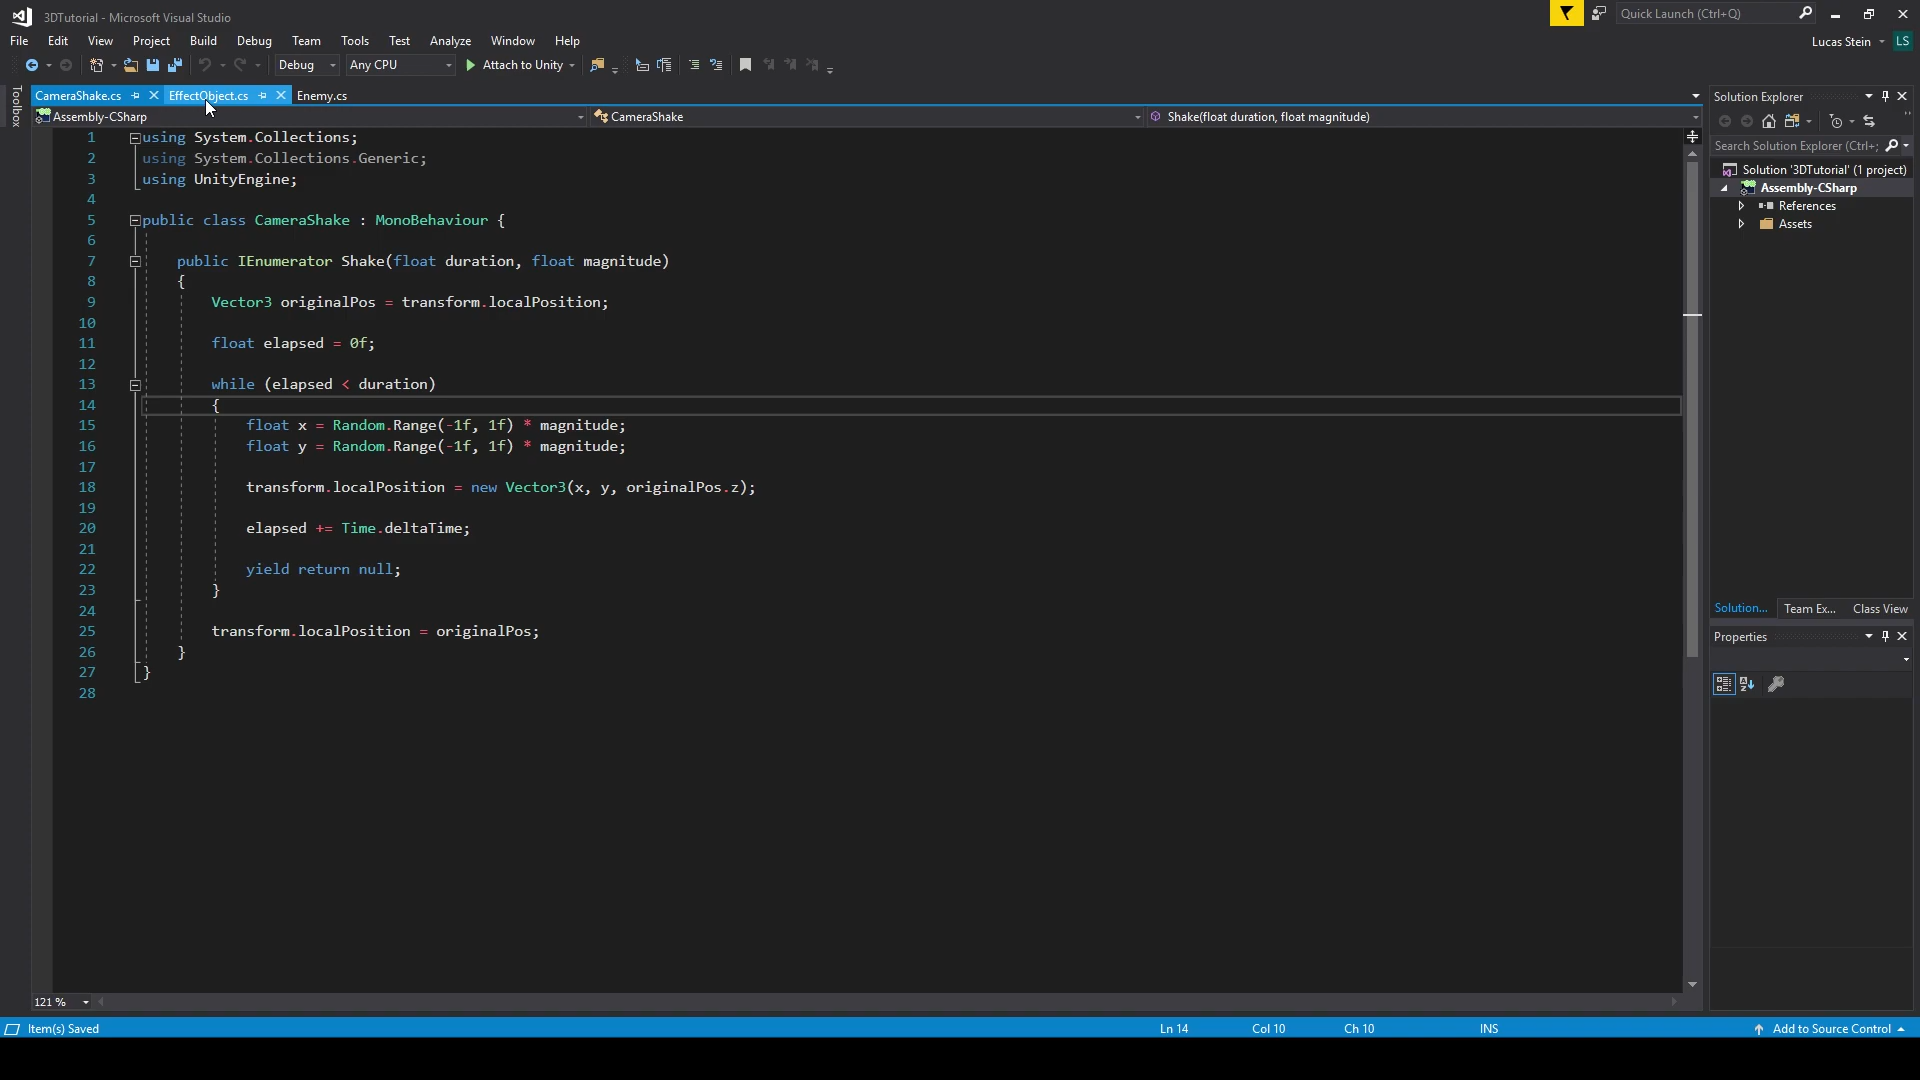 3DTutorial - Microsoft Visual Studio
Quick Launch (Ctrl+Q)
File Edit View Project Build Debug Team Tools Test Analyze Window Help
Lucas Stein LS
Debug Any CPU Attach to Unity
Toolbox
CameraShake.cs EffectObject.cs Enemy.cs
Assembly-CSharp CameraShake Shake(float duration, float magnitude)
1 using System.Collections;
2 using System.Collections.Generic;
3 using UnityEngine;
4
5 public class CameraShake : MonoBehaviour {
6
7 public IEnumerator Shake(float duration, float magnitude)
8 {
9 Vector3 originalPos = transform.localPosition;
10
11 float elapsed = 0f;
12
13 while (elapsed < duration)
14 {
15 float x = Random.Range(-1f, 1f) * magnitude;
16 float y = Random.Range(-1f, 1f) * magnitude;
17
18 transform.localPosition = new Vector3(x, y, originalPos.z);
19
20 elapsed += Time.deltaTime;
21
22 yield return null;
23 }
24
25 transform.localPosition = originalPos;
26 }
27 }
28
121 %
Solution Explorer
Search Solution Explorer (Ctrl+;
Solution '3DTutorial' (1 project)
Assembly-CSharp
References
Assets
Solution... Team Ex... Class View
Properties
Item(s) Saved Ln 14 Col 10 Ch 10 INS Add to Source Control